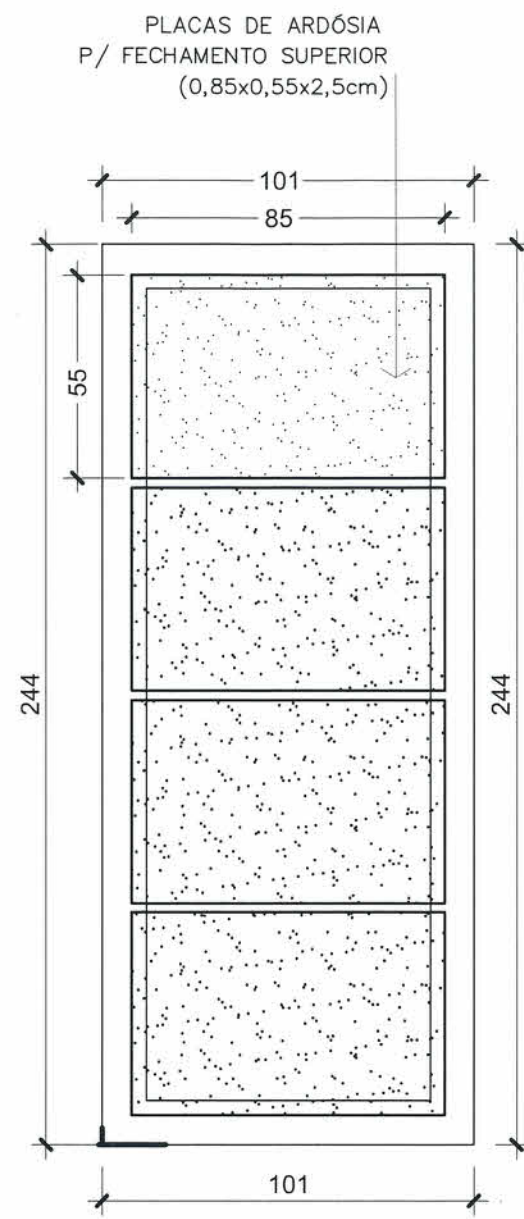 PLACAS DE ARDÓSIA
P/ FECHAMENTO SUPERIOR
(0,85x0,55x2,5cm)
101
85
55
244
244
101